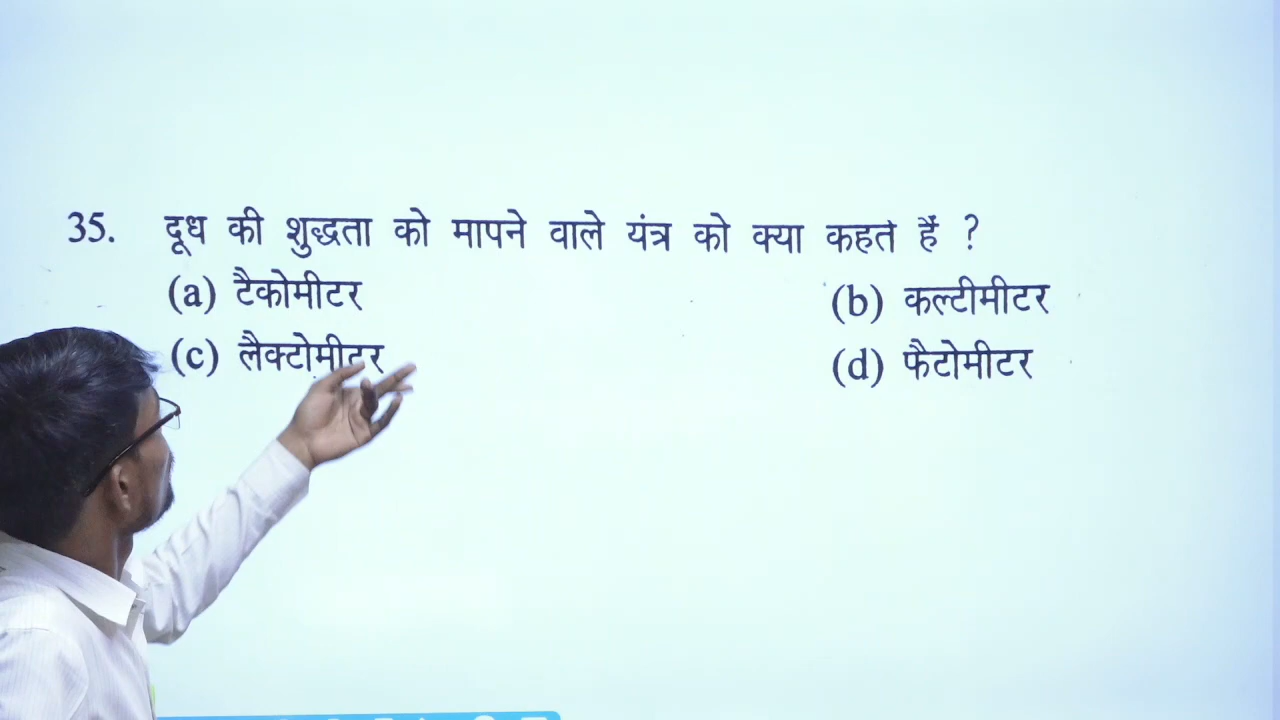 35. दूध की शुद्धता को मापने वाले यंत्र को क्या कहते हैं ?
(a) टैकोमीटर (b) कल्टीमीटर
(c) लैक्टोमीटर (d) फैटोमीटर